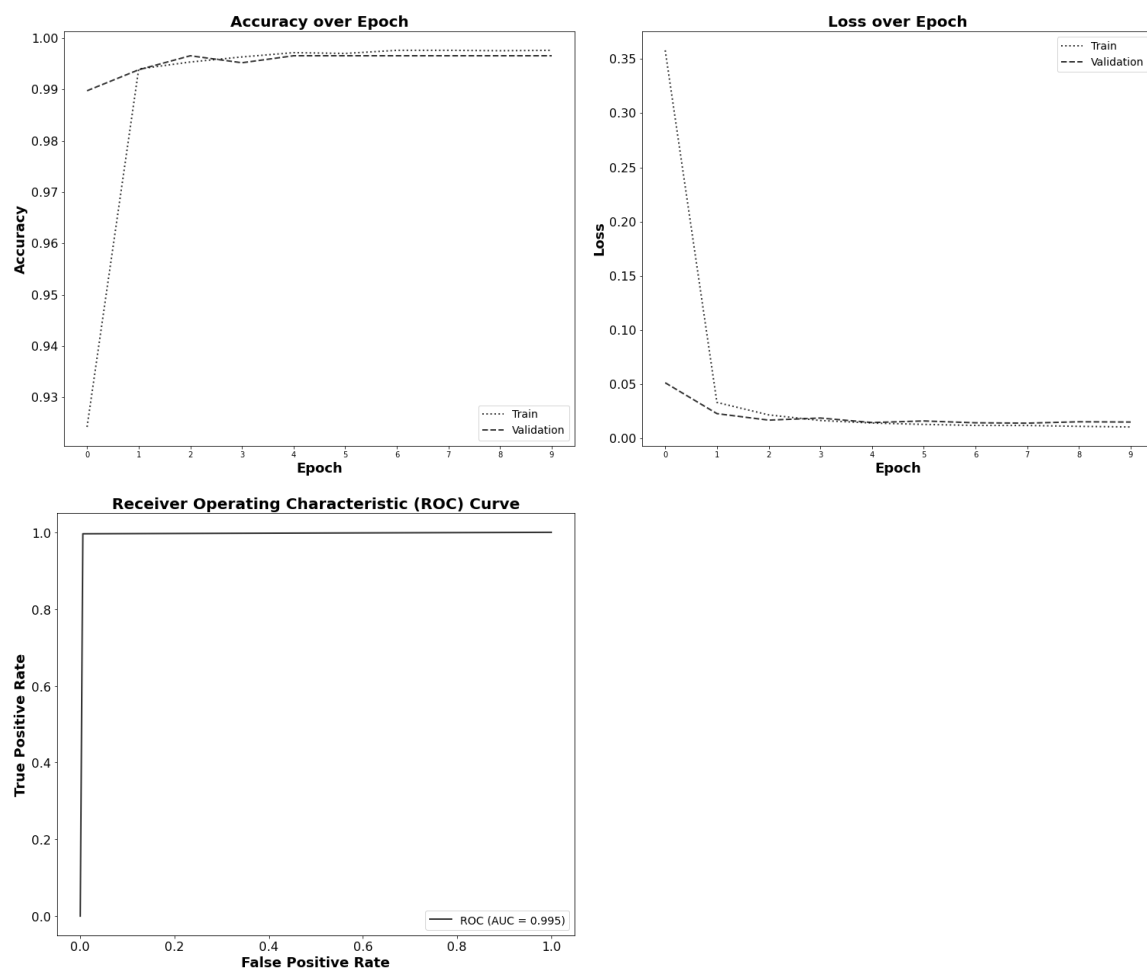 Accuracy over Epoch
1.00
0.99
0.98
0.97
0.96
0.95
0.94
0.93
Accuracy
Train
Validation
0 1 2 3 4 5 6 7 8 9
Epoch
Loss over Epoch
0.35
0.30
0.25
0.20
0.15
0.10
0.05
0.00
Loss
Train
Validation
0 1 2 3 4 5 6 7 8 9
Epoch
Receiver Operating Characteristic (ROC) Curve
1.0
0.8
0.6
0.4
0.2
0.0
True Positive Rate
ROC (AUC = 0.995)
0.0 0.2 0.4 0.6 0.8 1.0
False Positive Rate